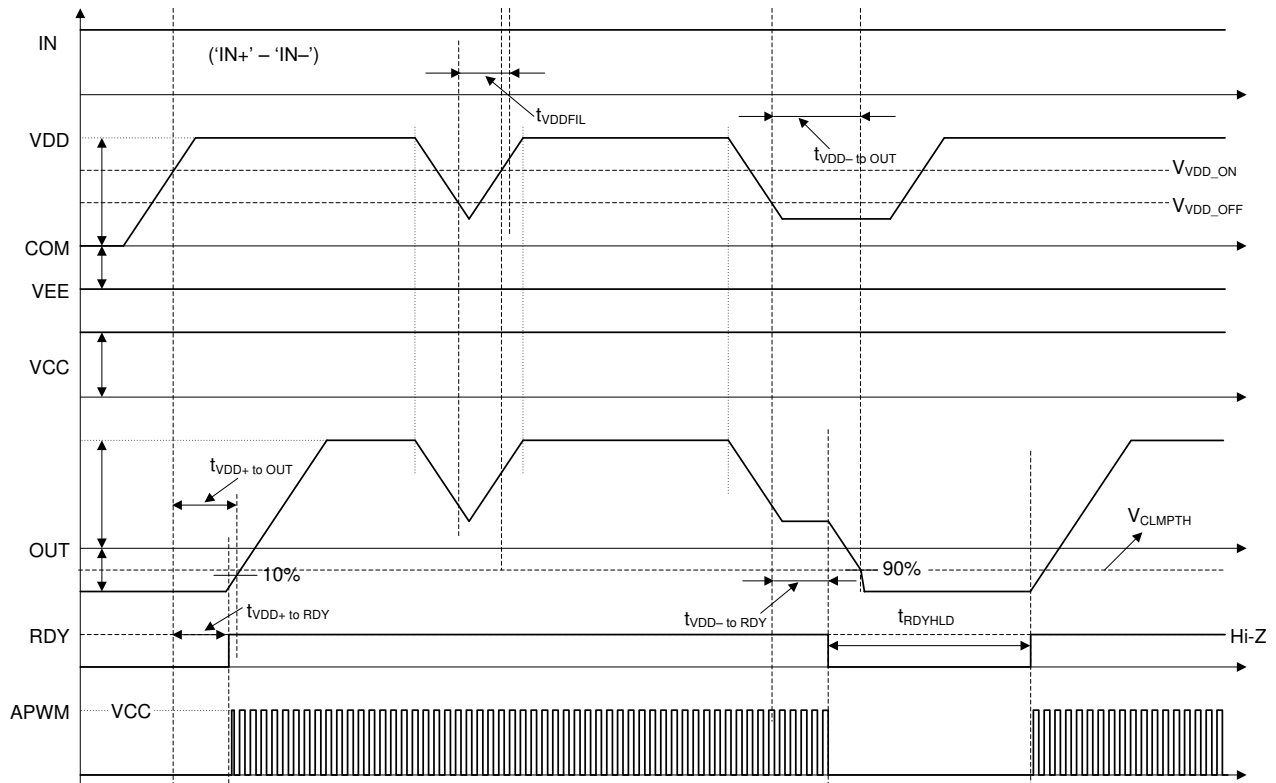 IN
('IN+' – 'IN–')
tVDDFIL
VDD
tVDD– to OUT
VVDD_ON
VVDD_OFF
COM
VEE
VCC
tVDD+ to OUT
VCLMPTH
OUT
10%
90%
tVDD+ to RDY
tVDD– to RDY
tRDYHLD
RDY
Hi-Z
APWM
VCC